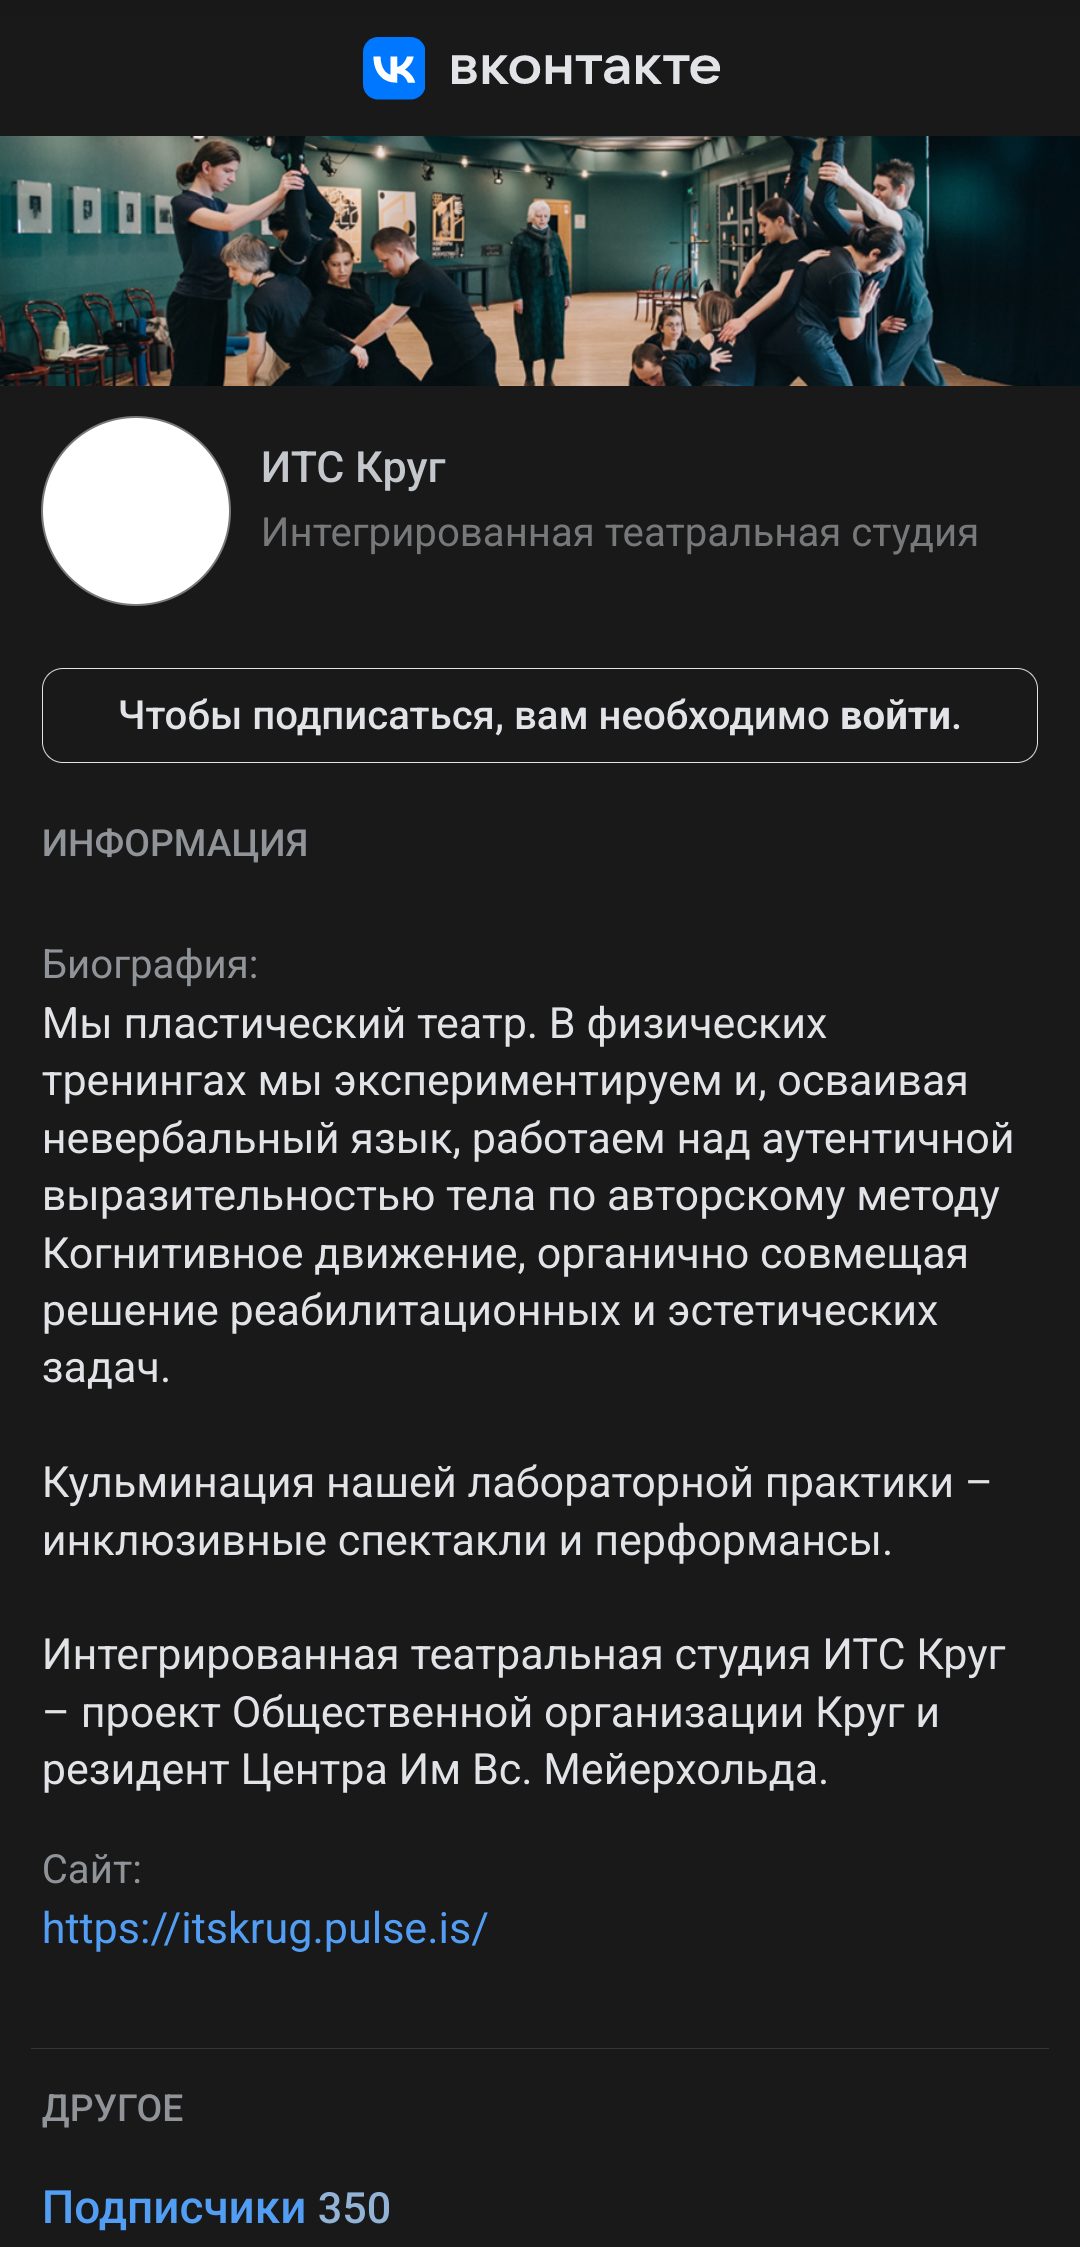 вконтакте
ИТС Круг
Интегрированная театральная студия
Чтобы подписаться, вам необходимо войти.
ИНФОРМАЦИЯ
Биография:
Мы пластический театр. В физических
тренингах мы экспериментируем и, осваивая
невербальный язык, работаем над аутентичной
выразительностью тела по авторскому методу
Когнитивное движение, органично совмещая
решение реабилитационных и эстетических
задач.
Кульминация нашей лабораторной практики –
инклюзивные спектакли и перформансы.
Интегрированная театральная студия ИТС Круг
– проект Общественной организации Круг и
резидент Центра Им Вс. Мейерхольда.
Сайт:
https://itskrug.pulse.is/
ДРУГОЕ
Подписчики 350